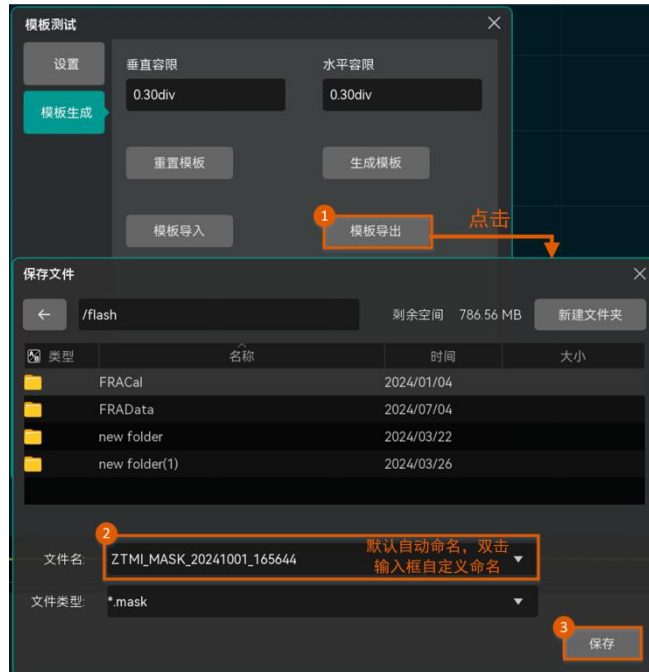 模板测试
设置
垂直容限 水平容限
0.30div 0.30div
模板生成
重置模板 生成模板
1
点击
模板导入 模板导出
保存文件
← /flash 剩余空间 786.56 MB 新建文件夹
类型 名称 时间 大小
FRACal 2024/01/04
FRAData 2024/07/04
new folder 2024/03/22
new folder(1) 2024/03/26
2
默认自动命名，双击
文件名: ZTMI_MASK_20241001_165644
输入框自定义命名
文件类型: *.mask
3
保存